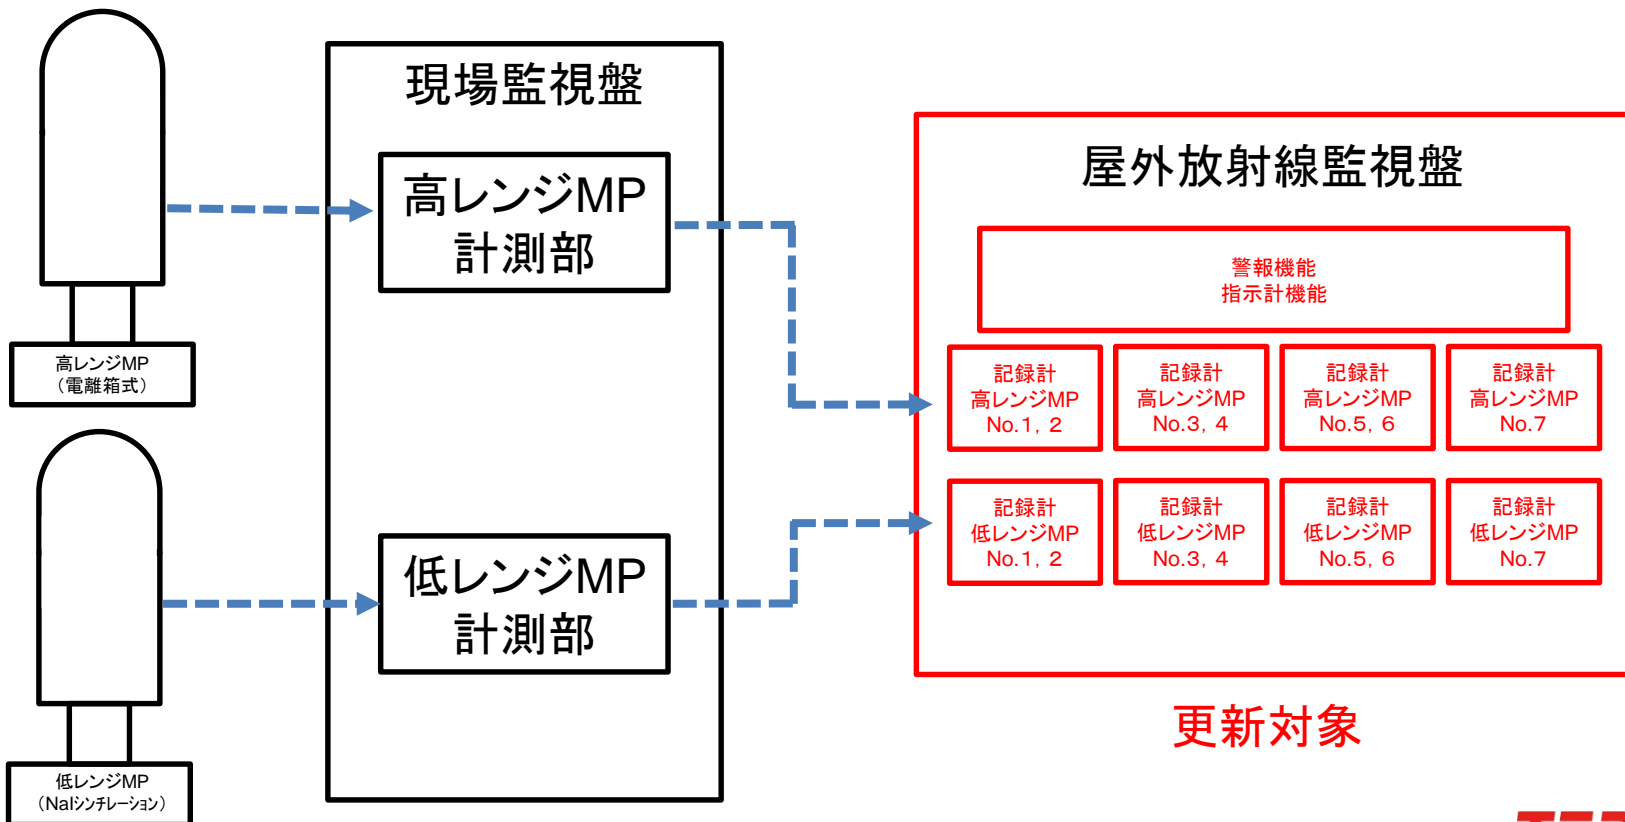 現場監視盤
高レンジMP
計測部
低レンジMP
計測部
高レンジMP
（電離箱式）
低レンジMP
（NaIシンチレーション）
屋外放射線監視盤
警報機能
指示計機能
記録計
高レンジMP
No.1，2
記録計
高レンジMP
No.3，4
記録計
高レンジMP
No.5，6
記録計
高レンジMP
No.7
記録計
低レンジMP
No.1，2
記録計
低レンジMP
No.3，4
記録計
低レンジMP
No.5，6
記録計
低レンジMP
No.7
更新対象